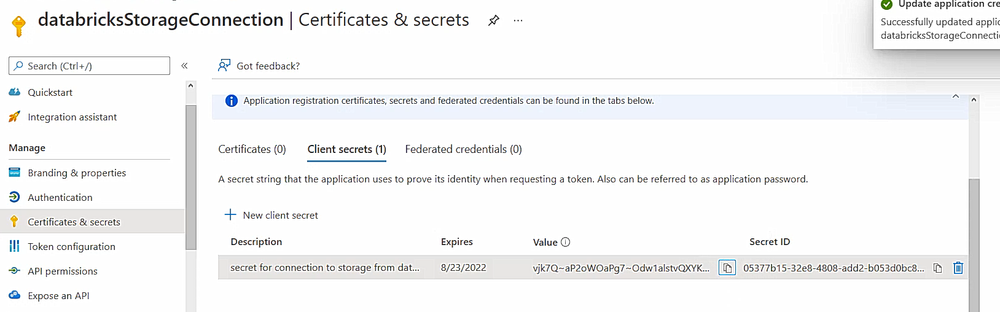 databricksStorageConnection | Certificates & secrets
...
Update application cre
Successfully updated applic
databricksStorageConnecti
Search (Ctrl+/)
«
Got feedback?
Quickstart
Integration assistant
Manage
Branding & properties
Authentication
Certificates & secrets
Token configuration
API permissions
Expose an API
Application registration certificates, secrets and federated credentials can be found in the tabs below.
Certificates (0) Client secrets (1) Federated credentials (0)
A secret string that the application uses to prove its identity when requesting a token. Also can be referred to as application password.
New client secret
Description Expires Value Secret ID
secret for connection to storage from dat... 8/23/2022 vjk7Q~aP2oWOaPg7~Odw1alstvQXYK... 05377b15-32e8-4808-add2-b053d0bc8...